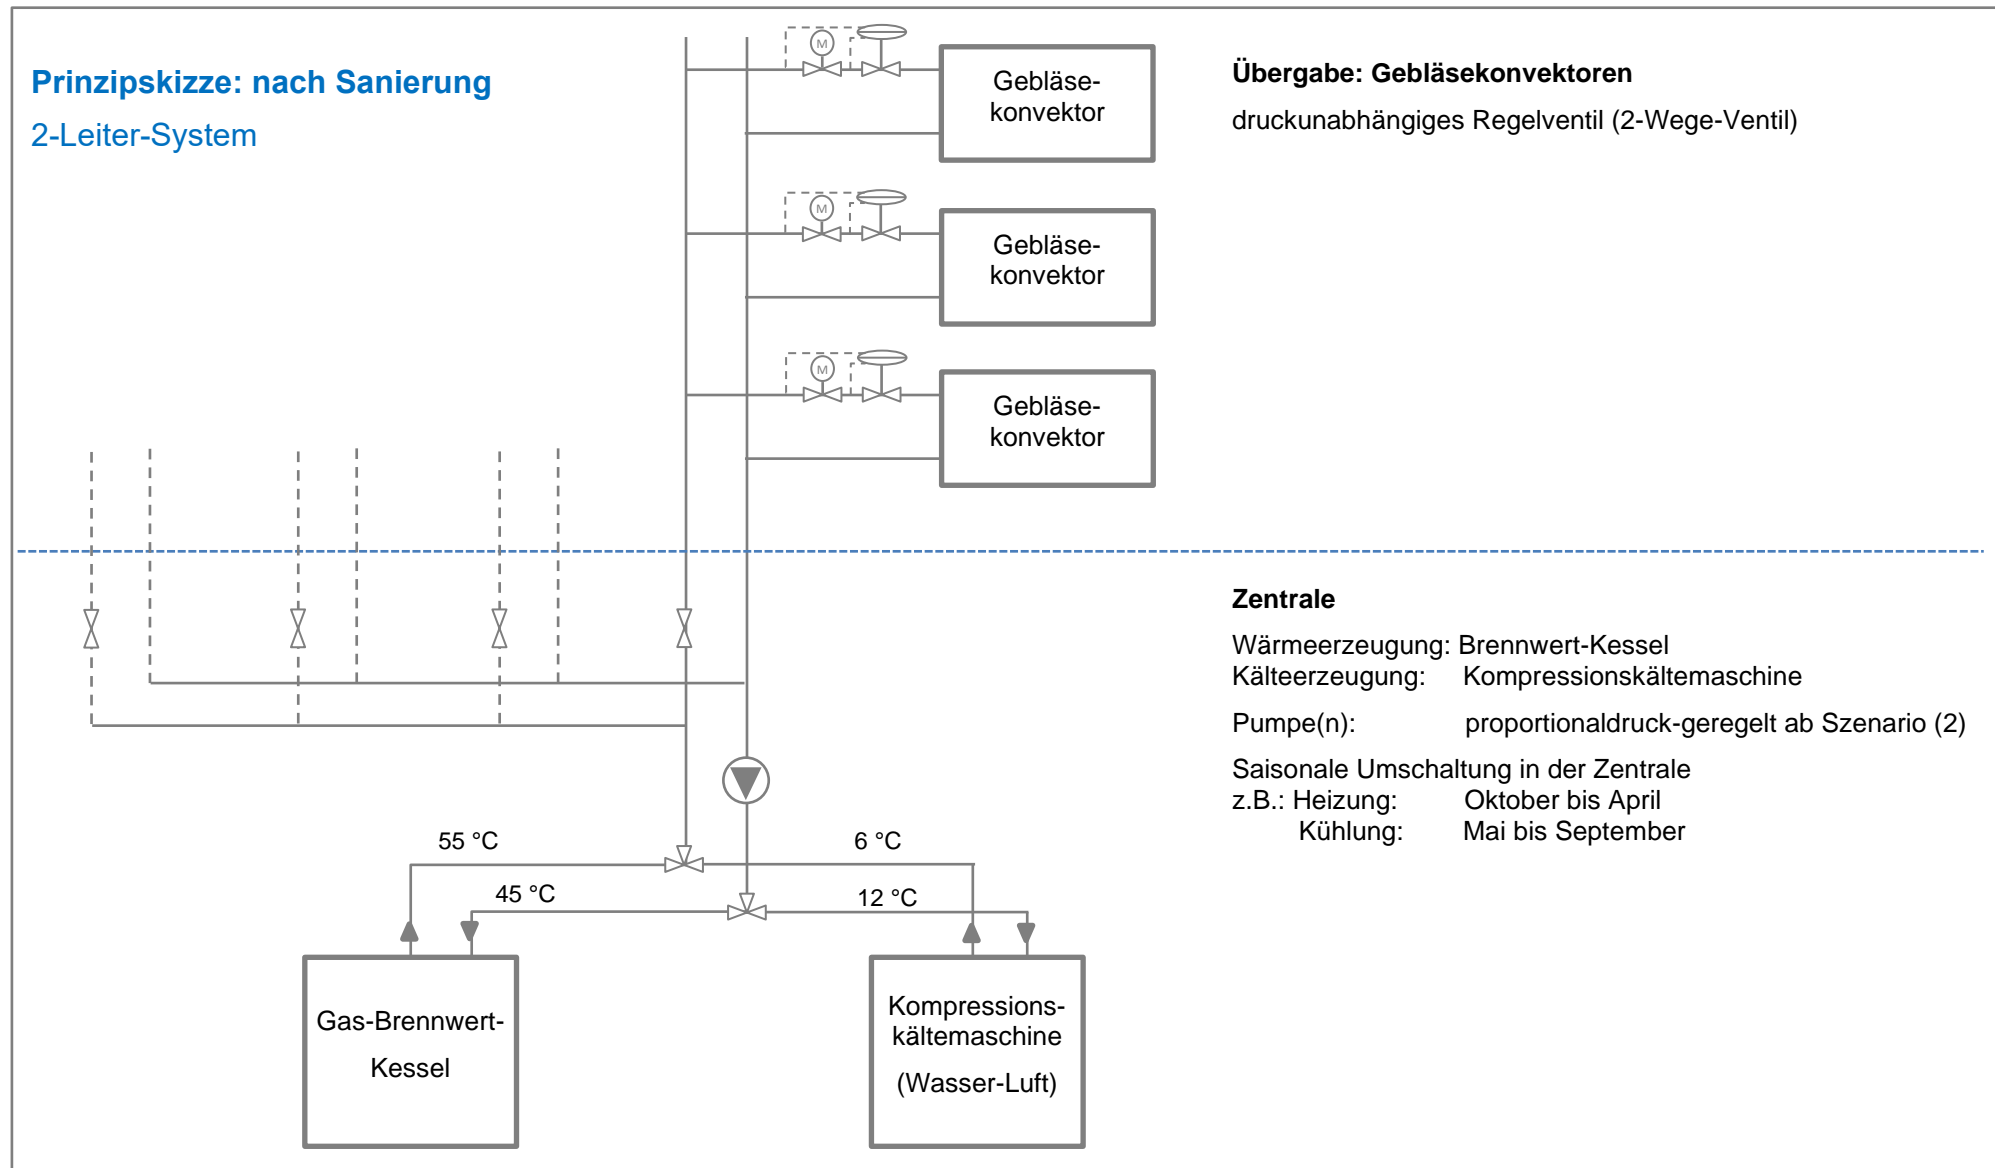 Prinzipskizze: nach Sanierung
2-Leiter-System
M
Gebläse-
konvektor
Übergabe: Gebläsekonvektoren
druckunabhängiges Regelventil (2-Wege-Ventil)
M
Gebläse-
konvektor
M
Gebläse-
konvektor
Zentrale
Wärmeerzeugung: Brennwert-Kessel
Kälteerzeugung: Kompressionskältemaschine
Pumpe(n): proportionaldruck-geregelt ab Szenario (2)
Saisonale Umschaltung in der Zentrale
z.B.: Heizung: Oktober bis April
Kühlung: Mai bis September
55 °C
6 °C
45 °C
12 °C
Gas-Brennwert-
Kessel
Kompressions-
kältemaschine
(Wasser-Luft)